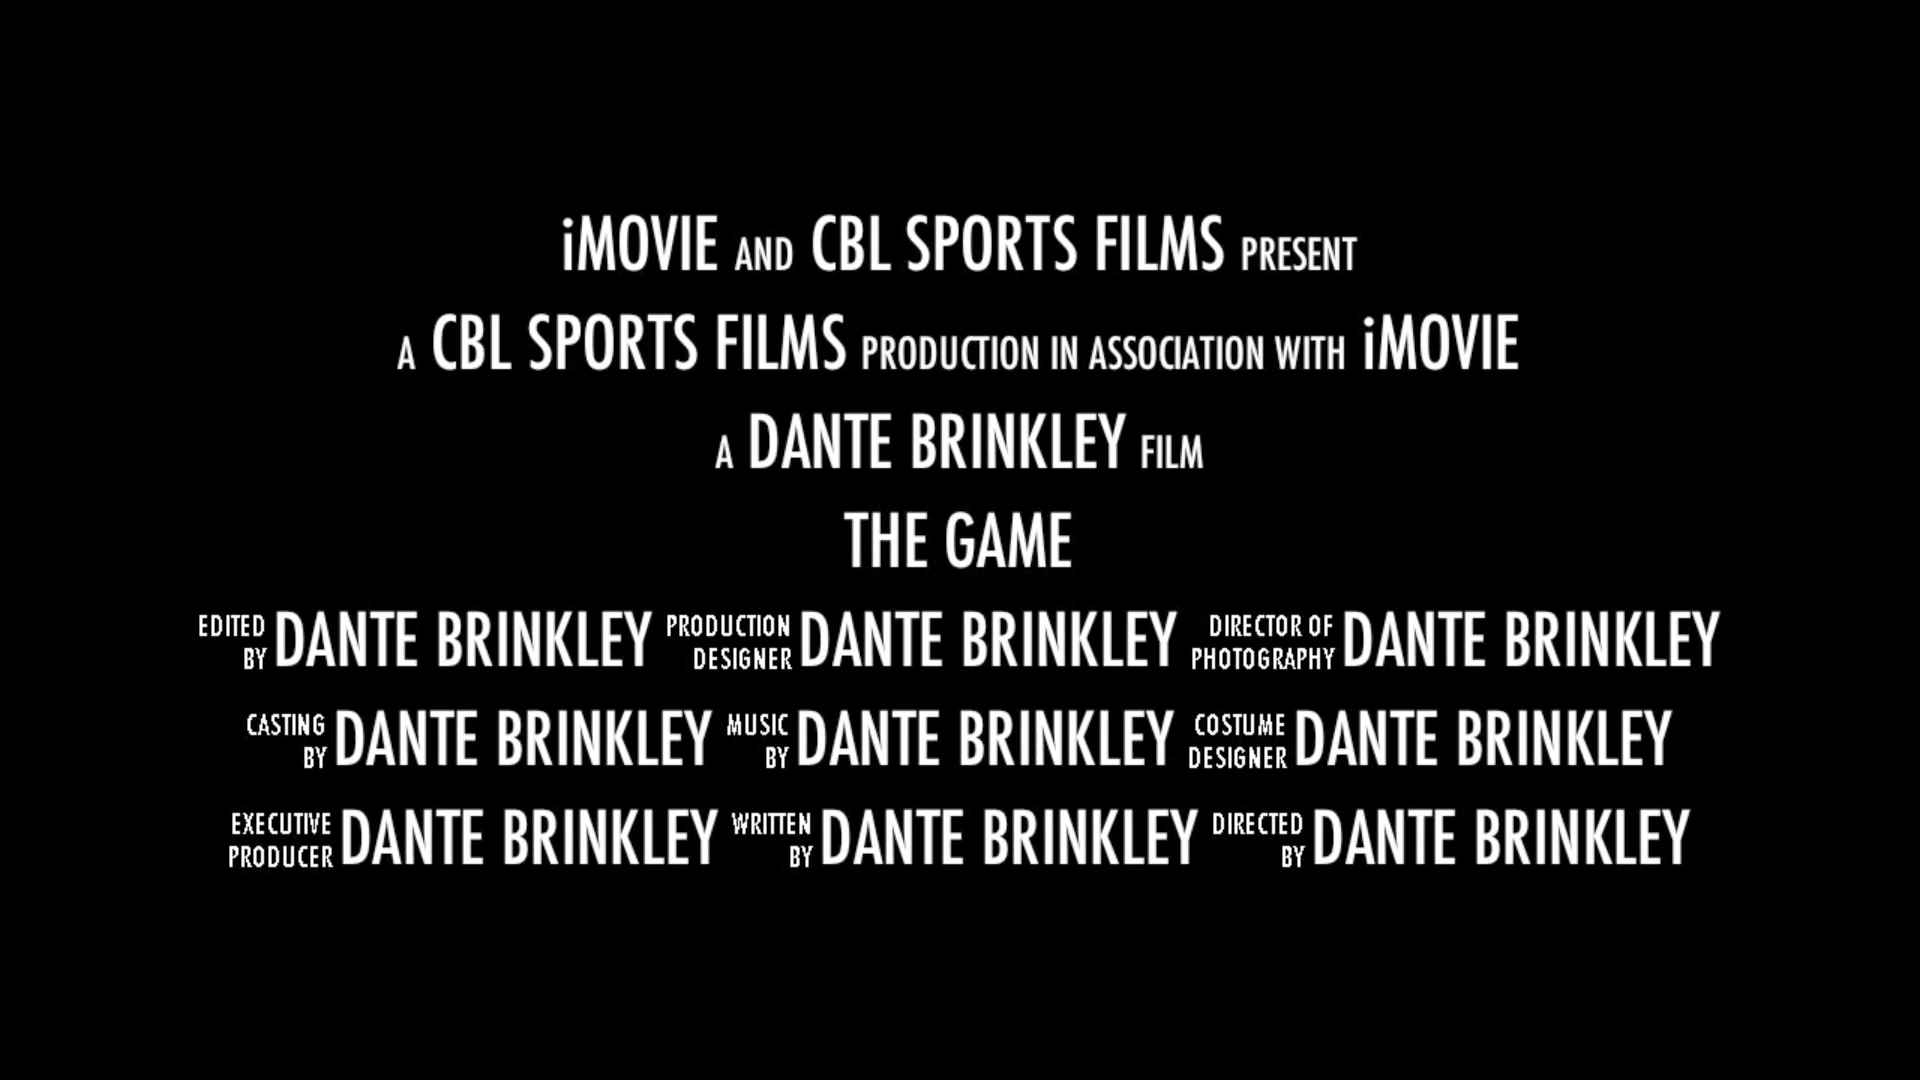 iMOVIE AND CBL SPORTS FILMS PRESENT
A CBL SPORTS FILMS PRODUCTION IN ASSOCIATION WITH iMOVIE
A DANTE BRINKLEY FILM
THE GAME
EDITED BY DANTE BRINKLEY PRODUCTION DESIGNER DANTE BRINKLEY DIRECTOR OF PHOTOGRAPHY DANTE BRINKLEY
CASTING BY DANTE BRINKLEY MUSIC BY DANTE BRINKLEY COSTUME DESIGNER DANTE BRINKLEY
EXECUTIVE PRODUCER DANTE BRINKLEY WRITTEN BY DANTE BRINKLEY DIRECTED BY DANTE BRINKLEY